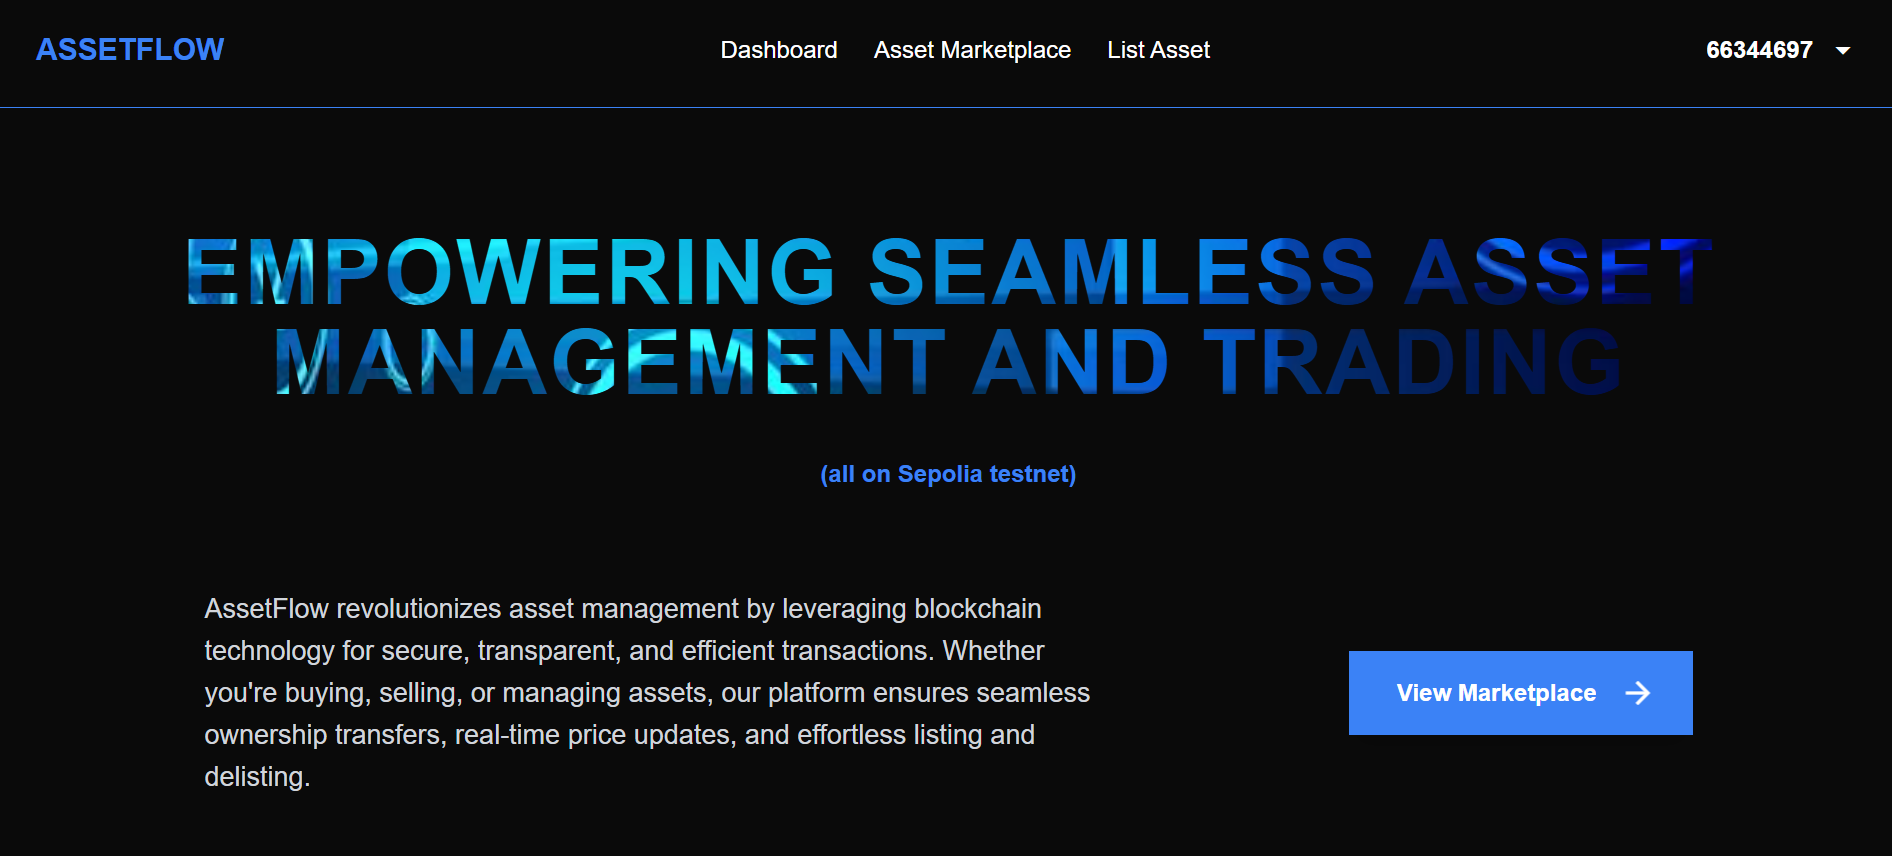 ASSETFLOW
Dashboard
Asset Marketplace
List Asset
66344697
EMPOWERING SEAMLESS ASSET
MANAGEMENT AND TRADING
(all on Sepolia testnet)
AssetFlow revolutionizes asset management by leveraging blockchain
technology for secure, transparent, and efficient transactions. Whether
you're buying, selling, or managing assets, our platform ensures seamless
ownership transfers, real-time price updates, and effortless listing and
delisting.
View Marketplace